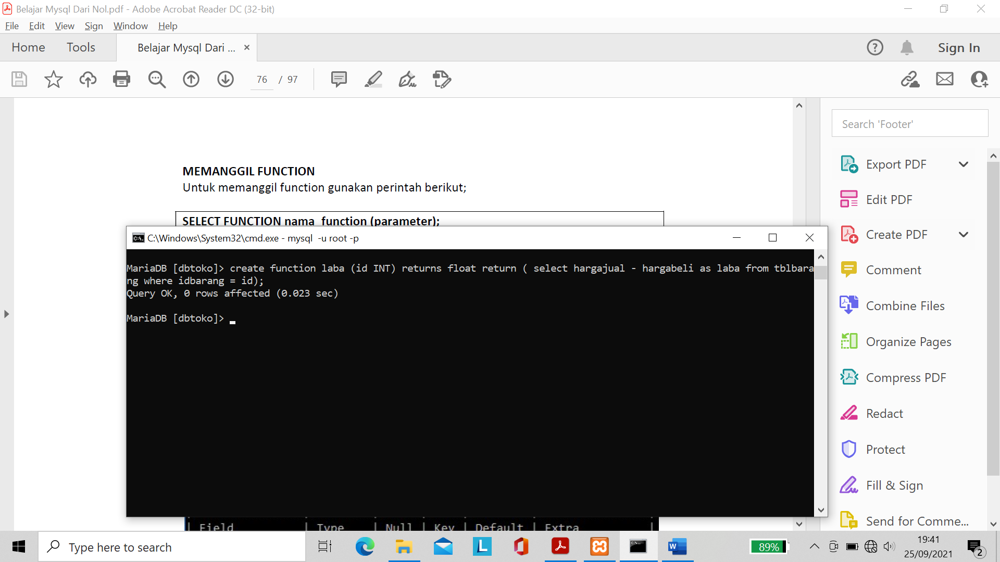 Belajar Mysql Dari Nol.pdf - Adobe Acrobat Reader DC (32-bit)
File Edit View Sign Window Help
Home Tools Belajar Mysql Dari ... × Sign In
76 / 97
Search 'Footer'
MEMANGGIL FUNCTION
Untuk memanggil function gunakan perintah berikut;
SELECT FUNCTION nama_function (parameter);
C:\Windows\System32\cmd.exe - mysql  -u root -p
MariaDB [dbtoko]> create function laba (id INT) returns float return ( select hargajual - hargabeli as laba from tblbara
ng where idbarang = id);
Query OK, 0 rows affected (0.023 sec)
MariaDB [dbtoko]>
| Field | Type | Null | Key | Default | Extra |
Export PDF
Edit PDF
Create PDF
Comment
Combine Files
Organize Pages
Compress PDF
Redact
Protect
Fill & Sign
Send for Comme...
Type here to search
89%
19:41
25/09/2021
2